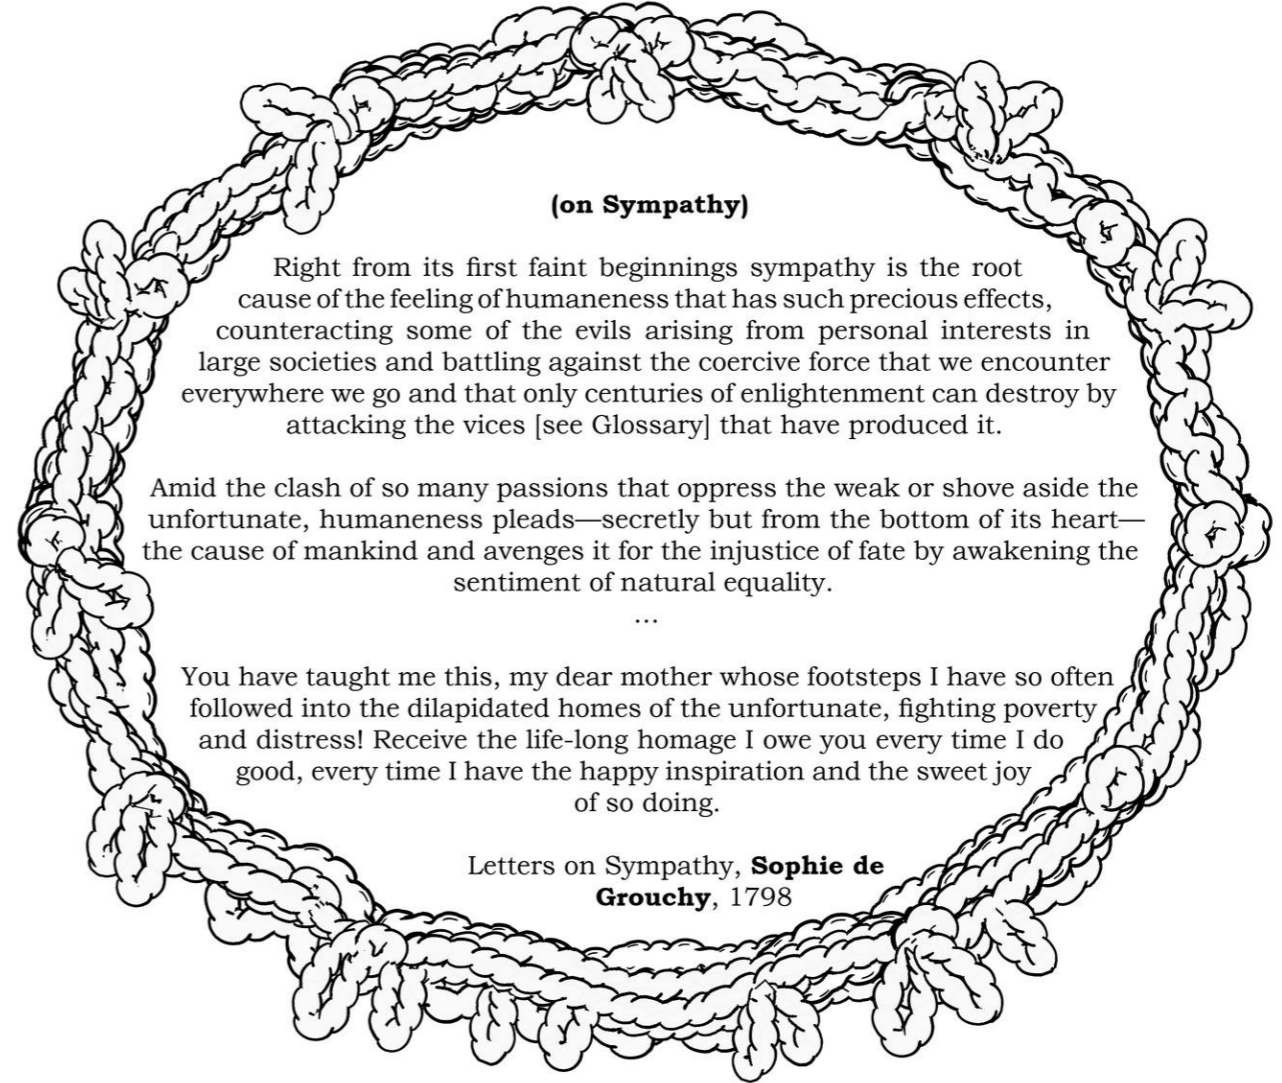 (on Sympathy)
Right from its first faint beginnings sympathy is the root
cause of the feeling of humaneness that has such precious effects,
counteracting some of the evils arising from personal interests in
large societies and battling against the coercive force that we encounter
everywhere we go and that only centuries of enlightenment can destroy by
attacking the vices [see Glossary] that have produced it.
Amid the clash of so many passions that oppress the weak or shove aside the
unfortunate, humaneness pleads—secretly but from the bottom of its heart—
the cause of mankind and avenges it for the injustice of fate by awakening the
sentiment of natural equality.
...
You have taught me this, my dear mother whose footsteps I have so often
followed into the dilapidated homes of the unfortunate, fighting poverty
and distress! Receive the life-long homage I owe you every time I do
good, every time I have the happy inspiration and the sweet joy
of so doing.
Letters on Sympathy, Sophie de
Grouchy, 1798